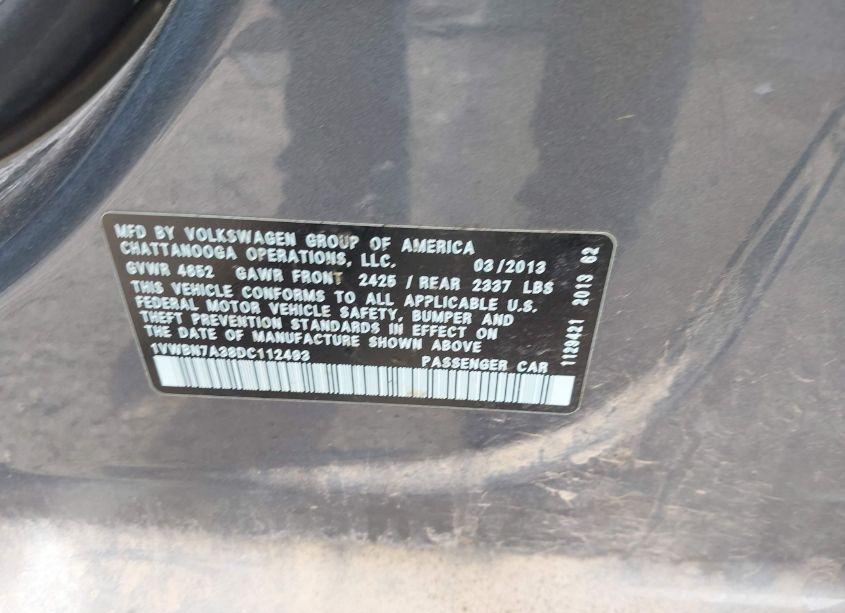 MFD BY VOLKSWAGEN GROUP OF AMERICA
CHATTANOOGA OPERATIONS, LLC. 03/2013
GVWR 4652 GAWR FRONT 2425 / REAR 2337 LBS
THIS VEHICLE CONFORMS TO ALL APPLICABLE U.S.
FEDERAL MOTOR VEHICLE SAFETY, BUMPER AND
THEFT PREVENTION STANDARDS IN EFFECT ON
THE DATE OF MANUFACTURE SHOWN ABOVE
1VWBN7A38DC112493 PASSENGER CAR
1120421 2013 02